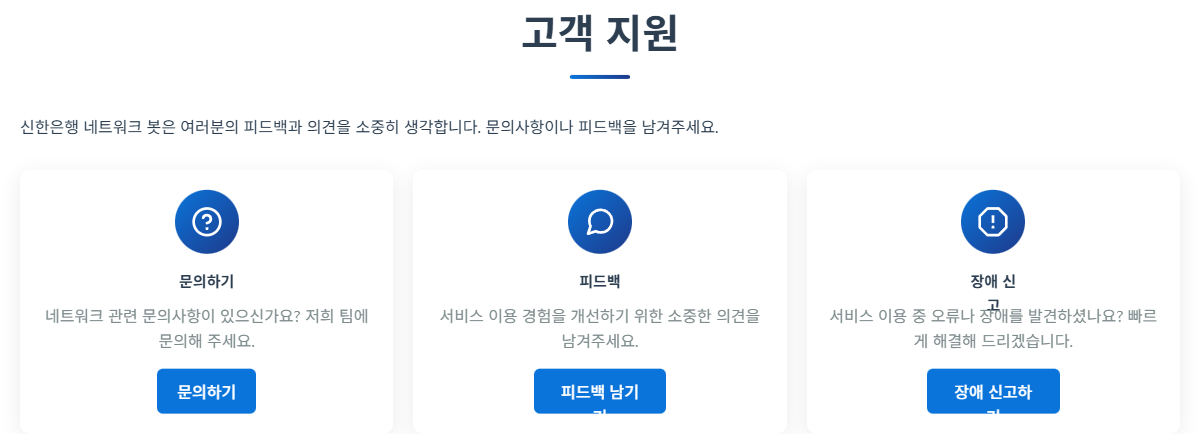 고객 지원
신한은행 네트워크 봇은 여러분의 피드백과 의견을 소중히 생각합니다. 문의사항이나 피드백을 남겨주세요.
문의하기
네트워크 관련 문의사항이 있으신가요? 저희 팀에
문의해 주세요.
문의하기
피드백
서비스 이용 경험을 개선하기 위한 소중한 의견을
남겨주세요.
피드백 남기
기
장애 신
고
서비스 이용 중 오류나 장애를 발견하셨나요? 빠르
게 해결해 드리겠습니다.
장애 신고하
기